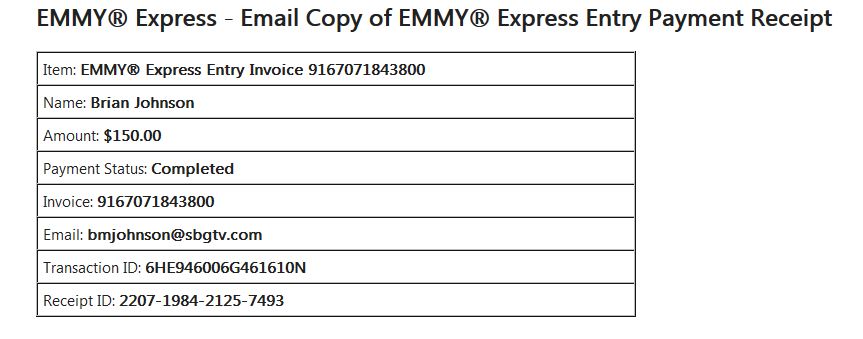 EMMY® Express - Email Copy of EMMY® Express Entry Payment Receipt
Item: EMMY® Express Entry Invoice 9167071843800
Name: Brian Johnson
Amount: $150.00
Payment Status: Completed
Invoice: 9167071843800
Email: bmjohnson@sbgtv.com
Transaction ID: 6HE946006G461610N
Receipt ID: 2207-1984-2125-7493